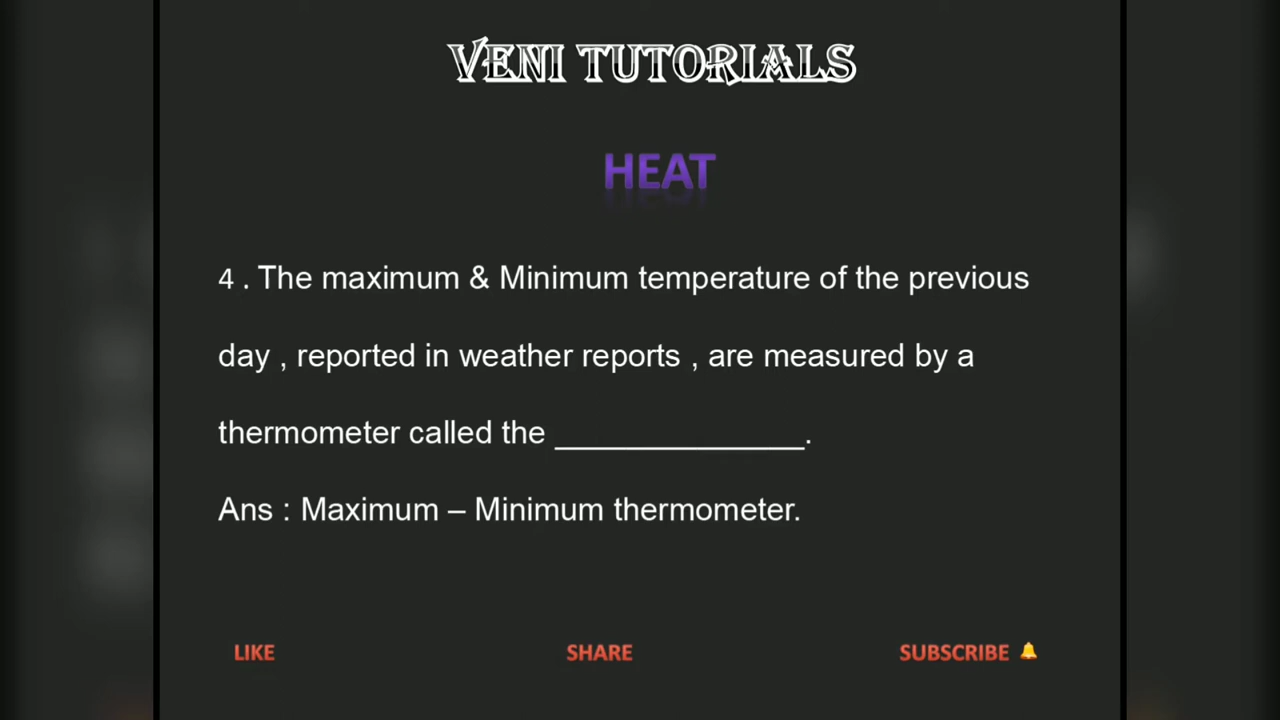 VENI TUTORIALS
HEAT
4 . The maximum & Minimum temperature of the previous
day , reported in weather reports , are measured by a
thermometer called the ______________.
Ans : Maximum – Minimum thermometer.
LIKE SHARE SUBSCRIBE 🔔